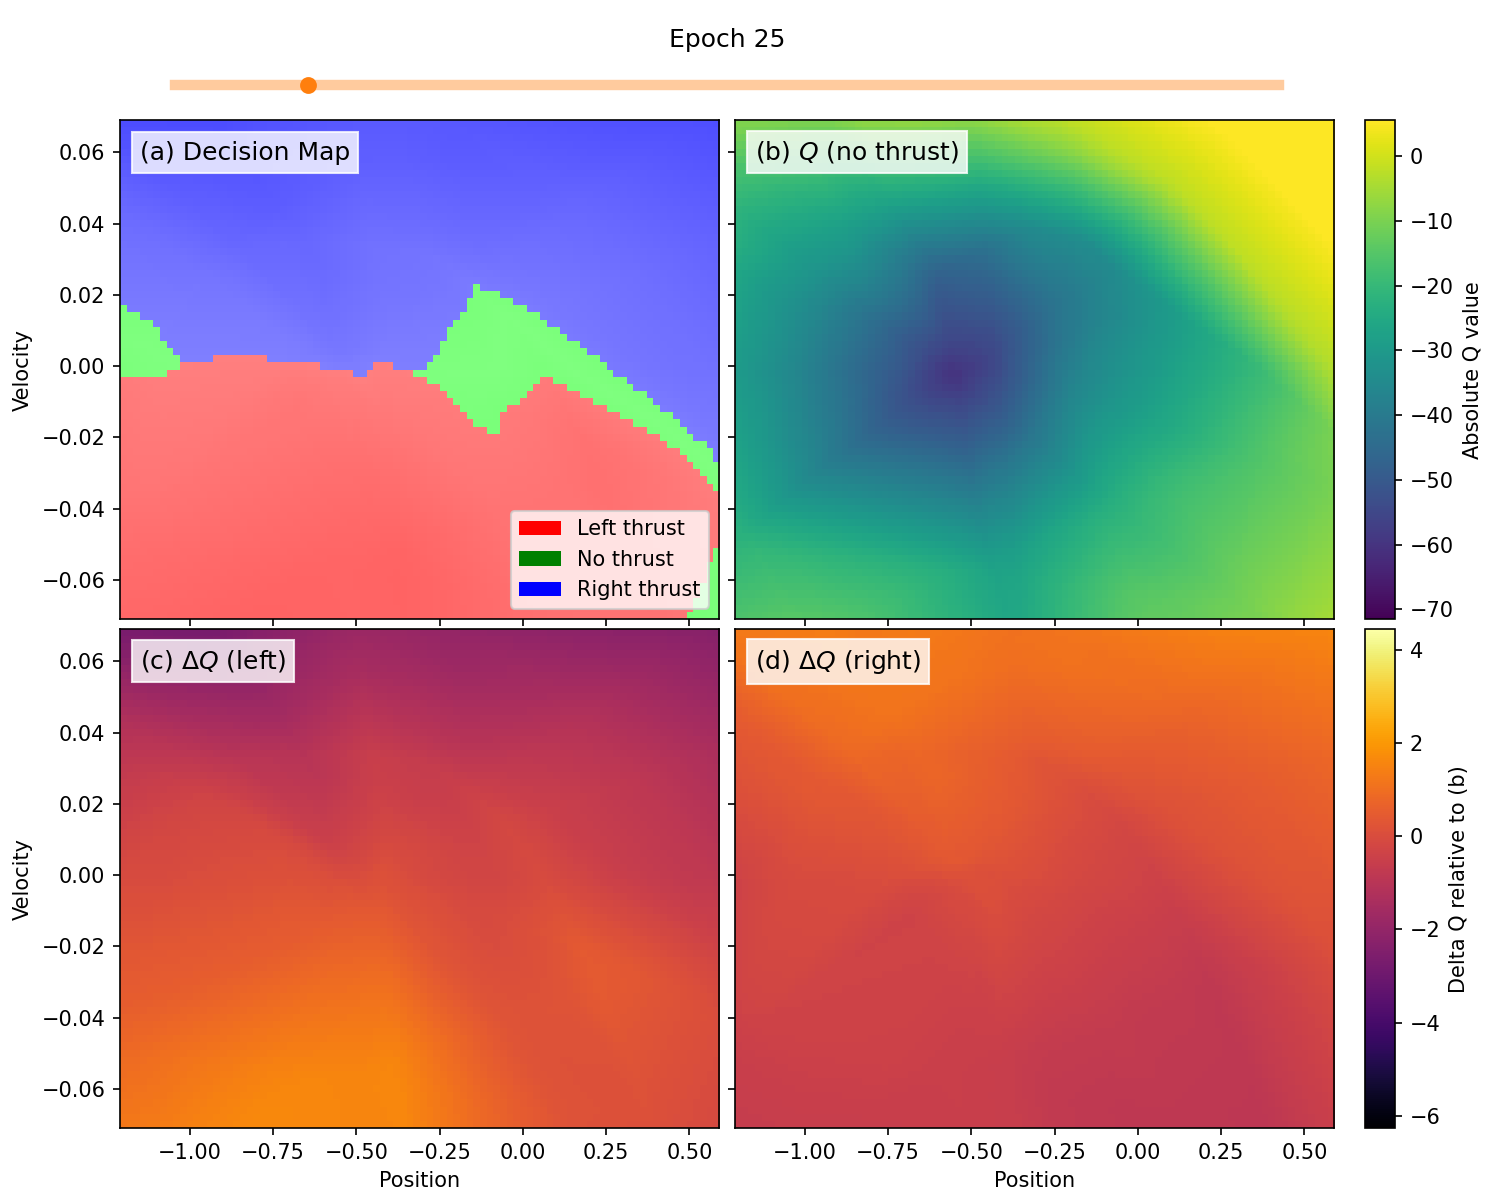 Epoch 25
(a) Decision Map
(b) Q (no thrust)
0.06
0.04
0.02
0.00
−0.02
−0.04
−0.06
Velocity
Left thrust
No thrust
Right thrust
0
−10
−20
−30
−40
−50
−60
−70
Absolute Q value
(c) ΔQ (left)
(d) ΔQ (right)
0.06
0.04
0.02
0.00
−0.02
−0.04
−0.06
Velocity
4
2
0
−2
−4
−6
Delta Q relative to (b)
−1.00 −0.75 −0.50 −0.25 0.00 0.25 0.50
Position
−1.00 −0.75 −0.50 −0.25 0.00 0.25 0.50
Position